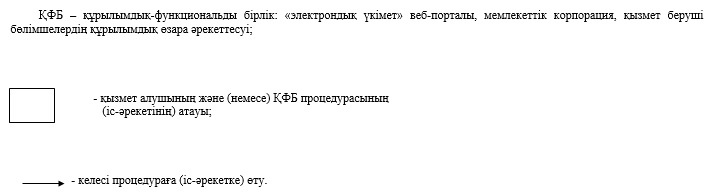 ҚФБ – құрылымдық-функциональды бірлік: «электрондық үкімет» веб-порталы, мемлекеттік корпорация, қызмет беруші
бөлімшелердің құрылымдық өзара әрекеттесуі;
- қызмет алушының және (немесе) ҚФБ процедурасының
(іс-әрекетінің) атауы;
- келесі процедураға (іс-әрекетке) өту.